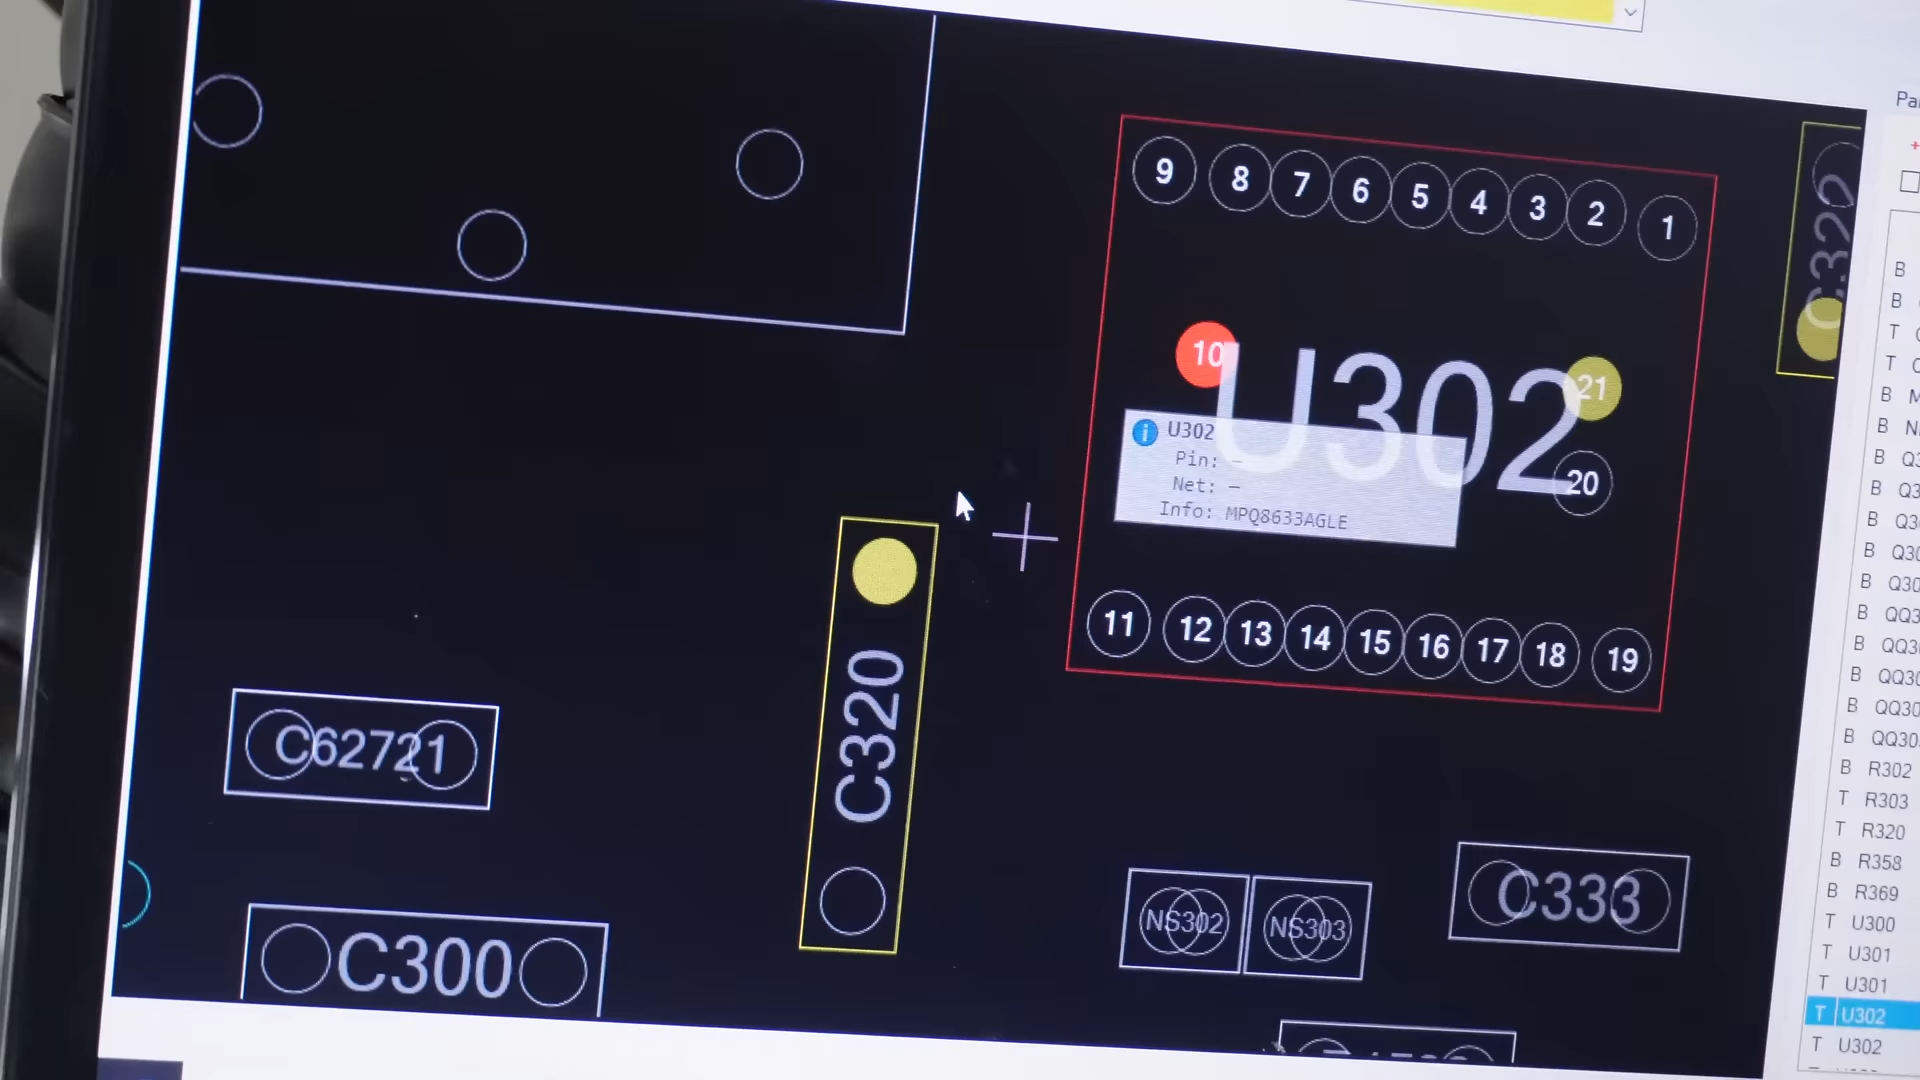 9 8 7 6 5 4 3 2 1
10 U302 21
20
U302
Pin: –
Net: –
Info: MPQ8633AGLE
11 12 13 14 15 16 17 18 19
C320
C320
C62721
C300
NS302
NS303
C333
Pa
B
B
T
T
B
B
B
B
B
B
B
B
B
B
B
B
B R302
T R303
T R320
B R358
B R369
T U300
T U301
T U301
T U302
T U302